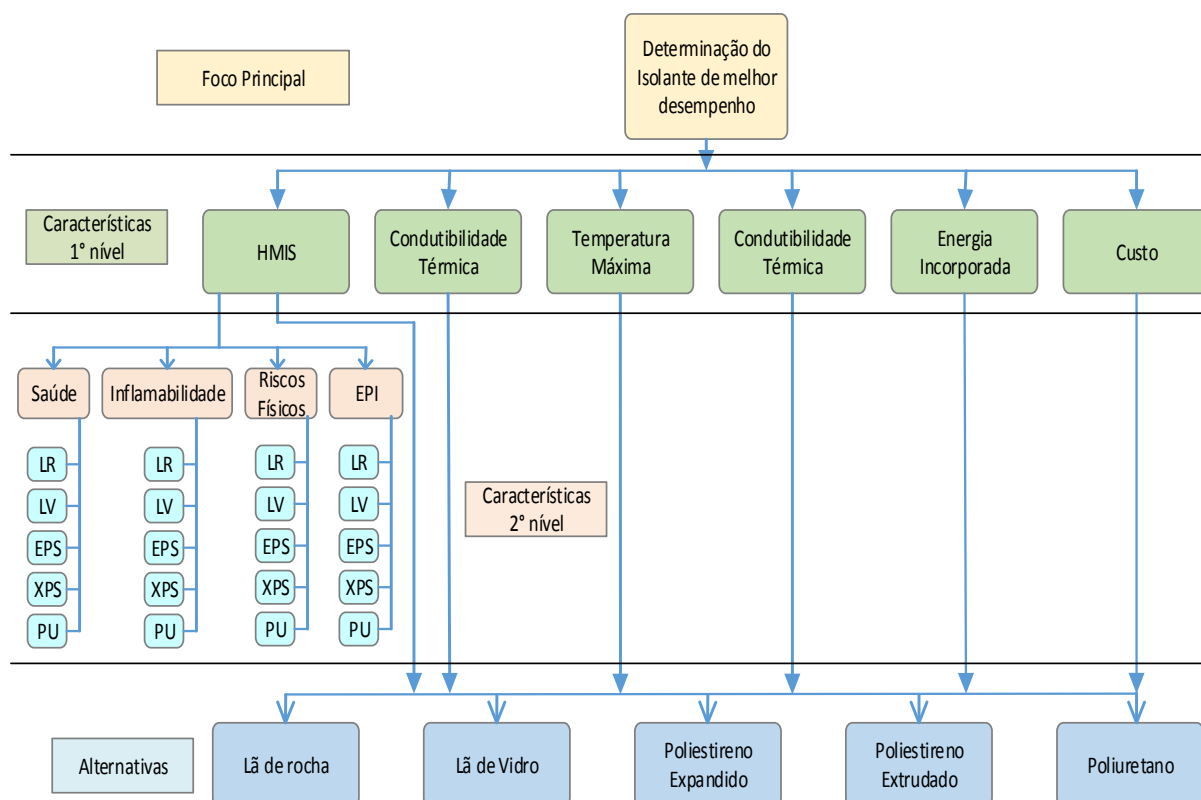 Foco Principal
Determinação do
Isolante de melhor
desempenho
Características
1° nível
HMIS
Condutibilidade
Térmica
Temperatura
Máxima
Condutibilidade
Térmica
Energia
Incorporada
Custo
Saúde
Inflamabilidade
Riscos
Físicos
EPI
LR
LV
EPS
XPS
PU
LR
LV
EPS
XPS
PU
LR
LV
EPS
XPS
PU
LR
LV
EPS
XPS
PU
Características
2° nível
Alternativas
Lã de rocha
Lã de Vidro
Poliestireno
Expandido
Poliestireno
Extrudado
Poliuretano